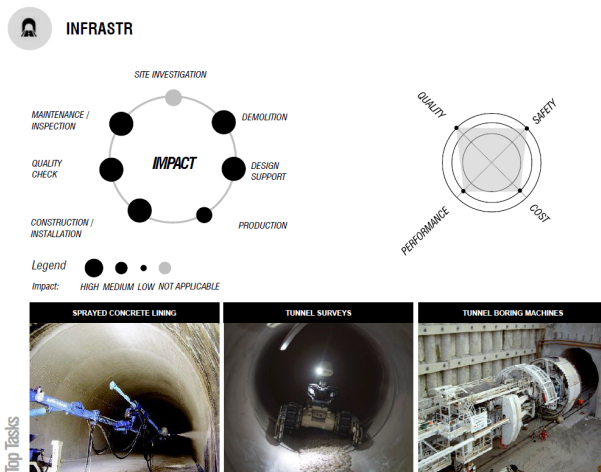 INFRASTR
SITE INVESTIGATION
MAINTENANCE /
INSPECTION
DEMOLITION
QUALITY
CHECK
IMPACT
DESIGN
SUPPORT
CONSTRUCTION /
INSTALLATION
PRODUCTION
QUALITY
SAFETY
PERFORMANCE
COST
Legend
Impact: HIGH MEDIUM LOW NOT APPLICABLE
Top Tasks
SPRAYED CONCRETE LINING
TUNNEL SURVEYS
TUNNEL BORING MACHINES